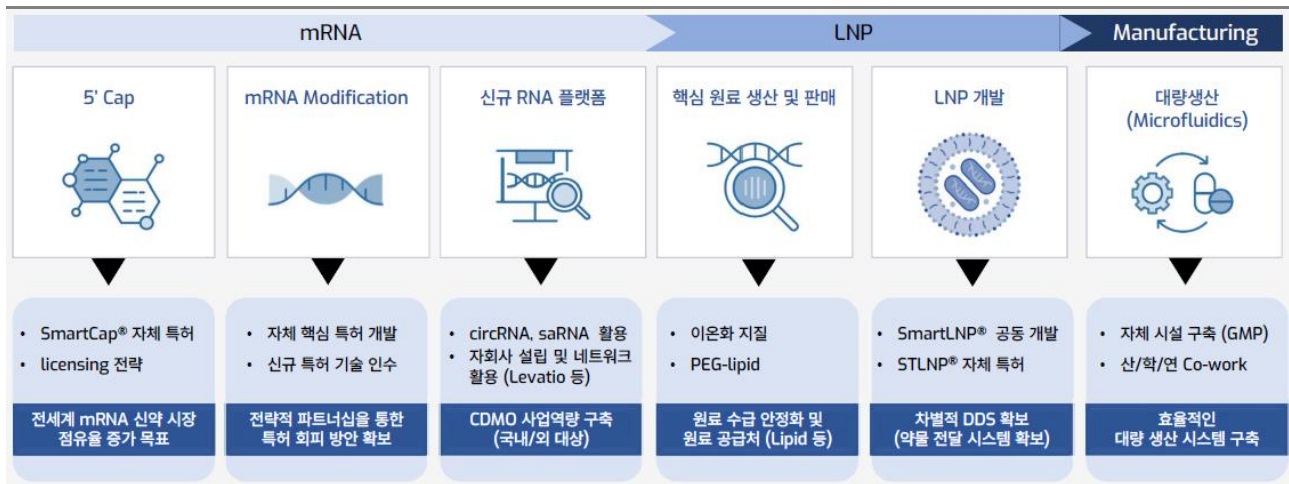 mRNA
LNP
Manufacturing
5' Cap
mRNA Modification
신규 RNA 플랫폼
핵심 원료 생산 및 판매
LNP 개발
대량생산
(Microfluidics)
• SmartCap® 자체 특허
• licensing 전략
전세계 mRNA 신약 시장
점유율 증가 목표
• 자체 핵심 특허 개발
• 신규 특허 기술 인수
전략적 파트너십을 통한
특허 회피 방안 확보
• circRNA, saRNA 활용
• 자회사 설립 및 네트워크
활용 (Levatio 등)
CDMO 사업역량 구축
(국내/외 대상)
• 이온화 지질
• PEG-lipid
원료 수급 안정화 및
원료 공급처 (Lipid 등)
• SmartLNP® 공동 개발
• STLNP® 자체 특허
차별적 DDS 확보
(약물 전달 시스템 확보)
• 자체 시설 구축 (GMP)
• 산/학/연 Co-work
효율적인
대량 생산 시스템 구축